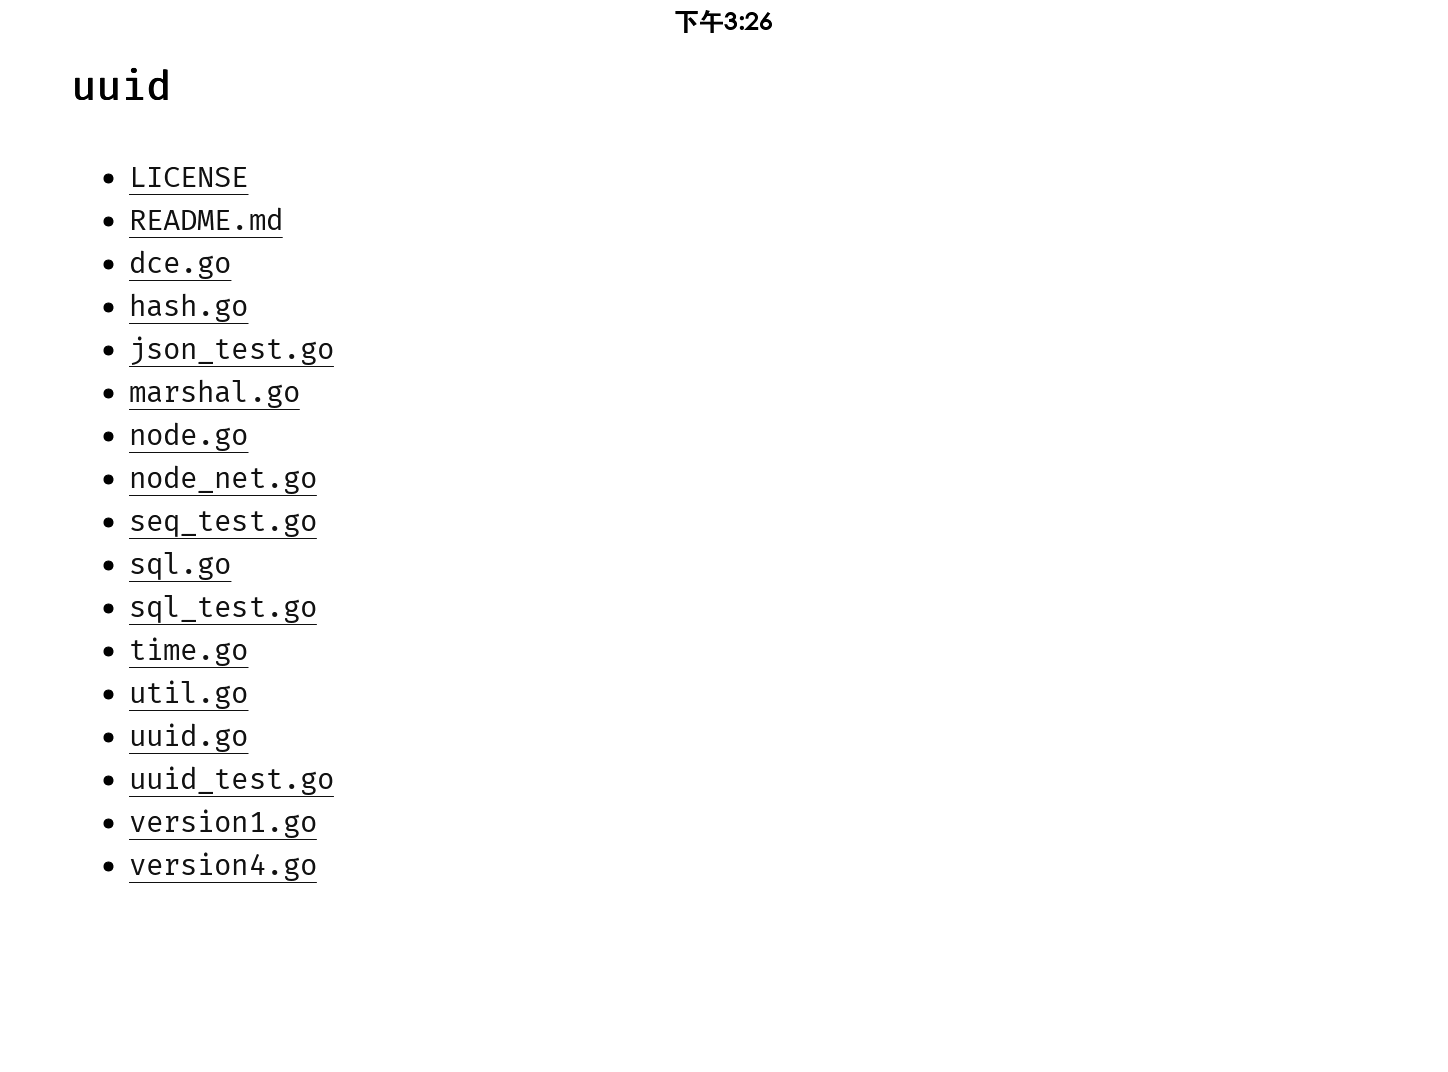 下午3:26
uuid
LICENSE
README.md
dce.go
hash.go
json_test.go
marshal.go
node.go
node_net.go
seq_test.go
sql.go
sql_test.go
time.go
util.go
uuid.go
uuid_test.go
version1.go
version4.go